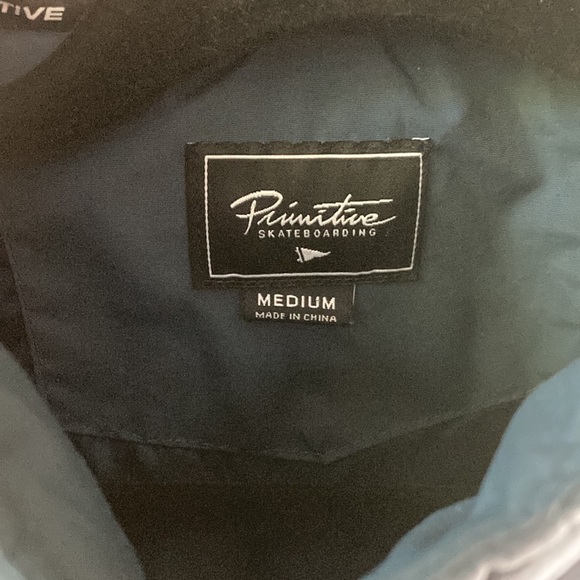 TIVE
Primitive
SKATEBOARDING
MEDIUM
MADE IN CHINA